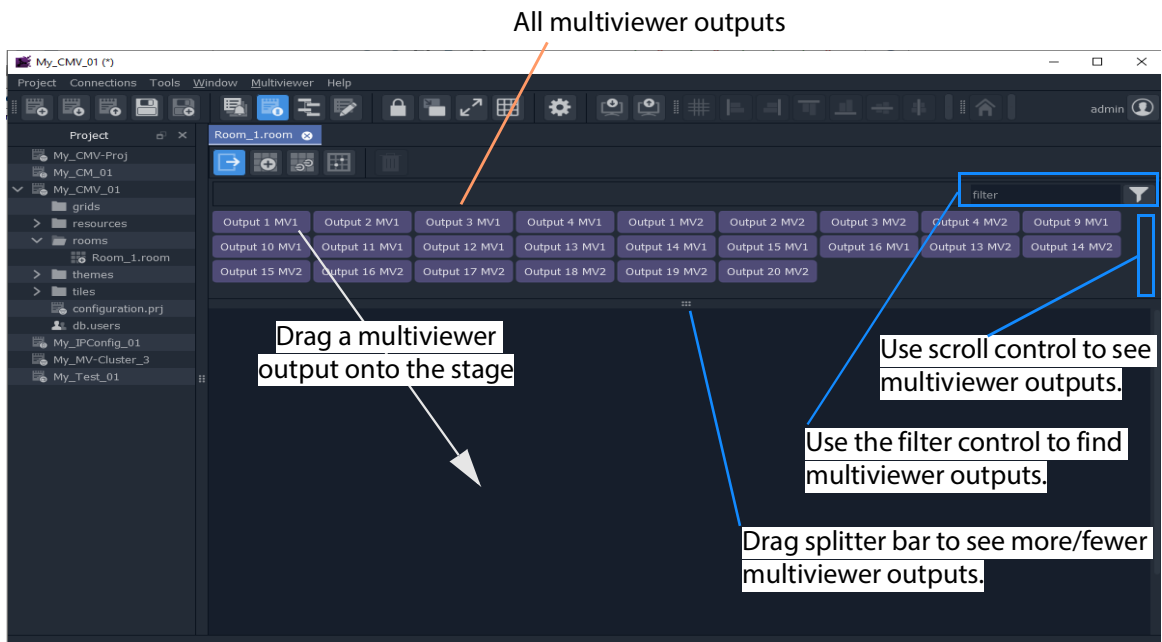 All multiviewer outputs
My_CMV_01 (*)
Project Connections Tools Window Multiviewer Help
admin
Project
Room_1.room
My_CMV-Proj
My_CM_01
My_CMV_01
grids
resources
rooms
Room_1.room
themes
tiles
configuration.prj
db.users
My_IPConfig_01
My_MV-Cluster_3
My_Test_01
filter
Output 1 MV1 Output 2 MV1 Output 3 MV1 Output 4 MV1 Output 1 MV2 Output 2 MV2 Output 3 MV2 Output 4 MV2 Output 9 MV1
Output 10 MV1 Output 11 MV1 Output 12 MV1 Output 13 MV1 Output 14 MV1 Output 15 MV1 Output 16 MV1 Output 13 MV2 Output 14 MV2
Output 15 MV2 Output 16 MV2 Output 17 MV2 Output 18 MV2 Output 19 MV2 Output 20 MV2
Drag a multiviewer
output onto the stage
Use scroll control to see
multiviewer outputs.
Use the filter control to find
multiviewer outputs.
Drag splitter bar to see more/fewer
multiviewer outputs.